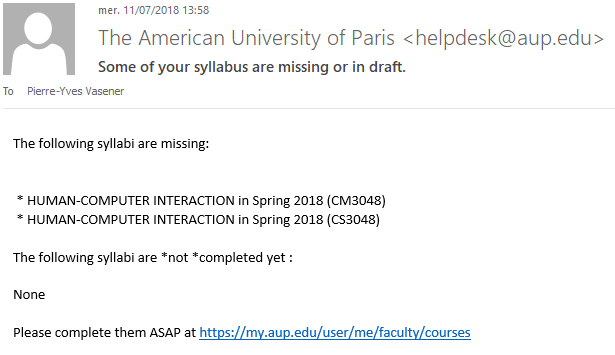 mer. 11/07/2018 13:58
The American University of Paris <helpdesk@aup.edu>
Some of your syllabus are missing or in draft.
To Pierre-Yves Vasener
The following syllabi are missing:
* HUMAN-COMPUTER INTERACTION in Spring 2018 (CM3048)
* HUMAN-COMPUTER INTERACTION in Spring 2018 (CS3048)
The following syllabi are *not *completed yet :
None
Please complete them ASAP at https://my.aup.edu/user/me/faculty/courses